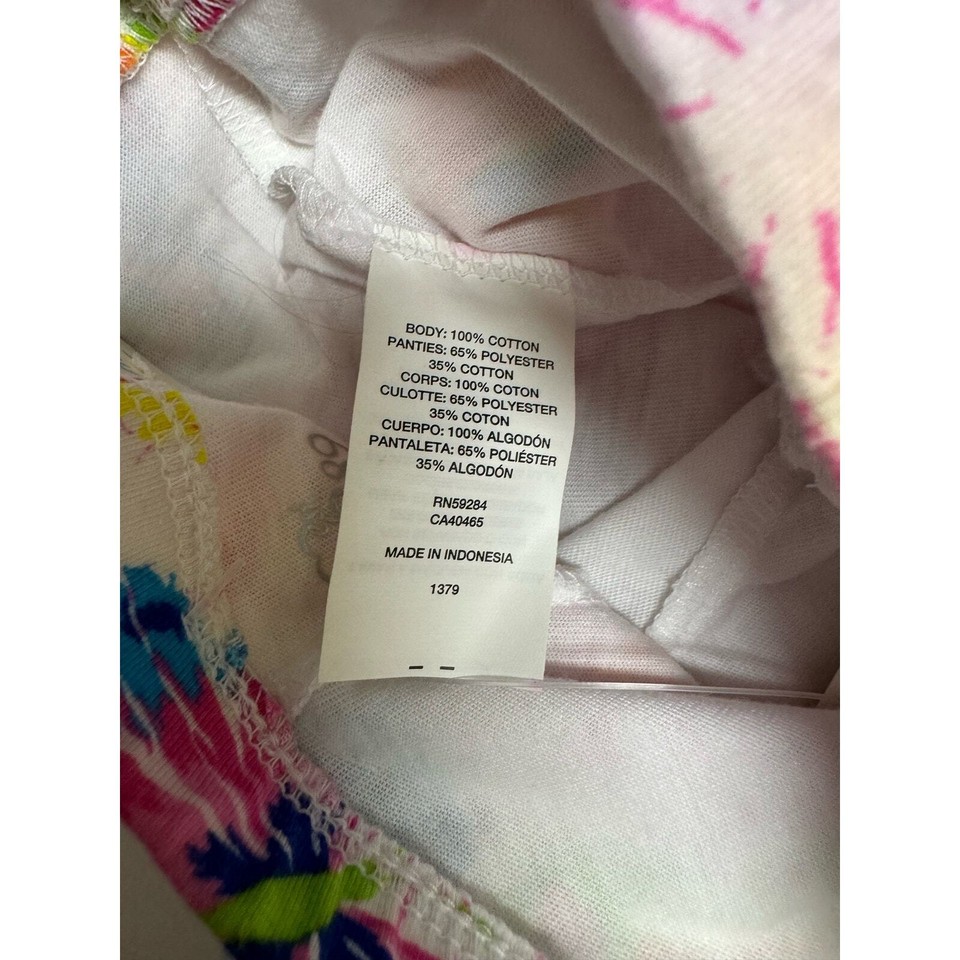 BODY: 100% COTTON
PANTIES: 65% POLYESTER
35% COTTON
CORPS: 100% COTON
CULOTTE: 65% POLYESTER
35% COTON
CUERPO: 100% ALGODÓN
PANTALETA: 65% POLIÉSTER
35% ALGODÓN
RN59284
CA40465
MADE IN INDONESIA
1379